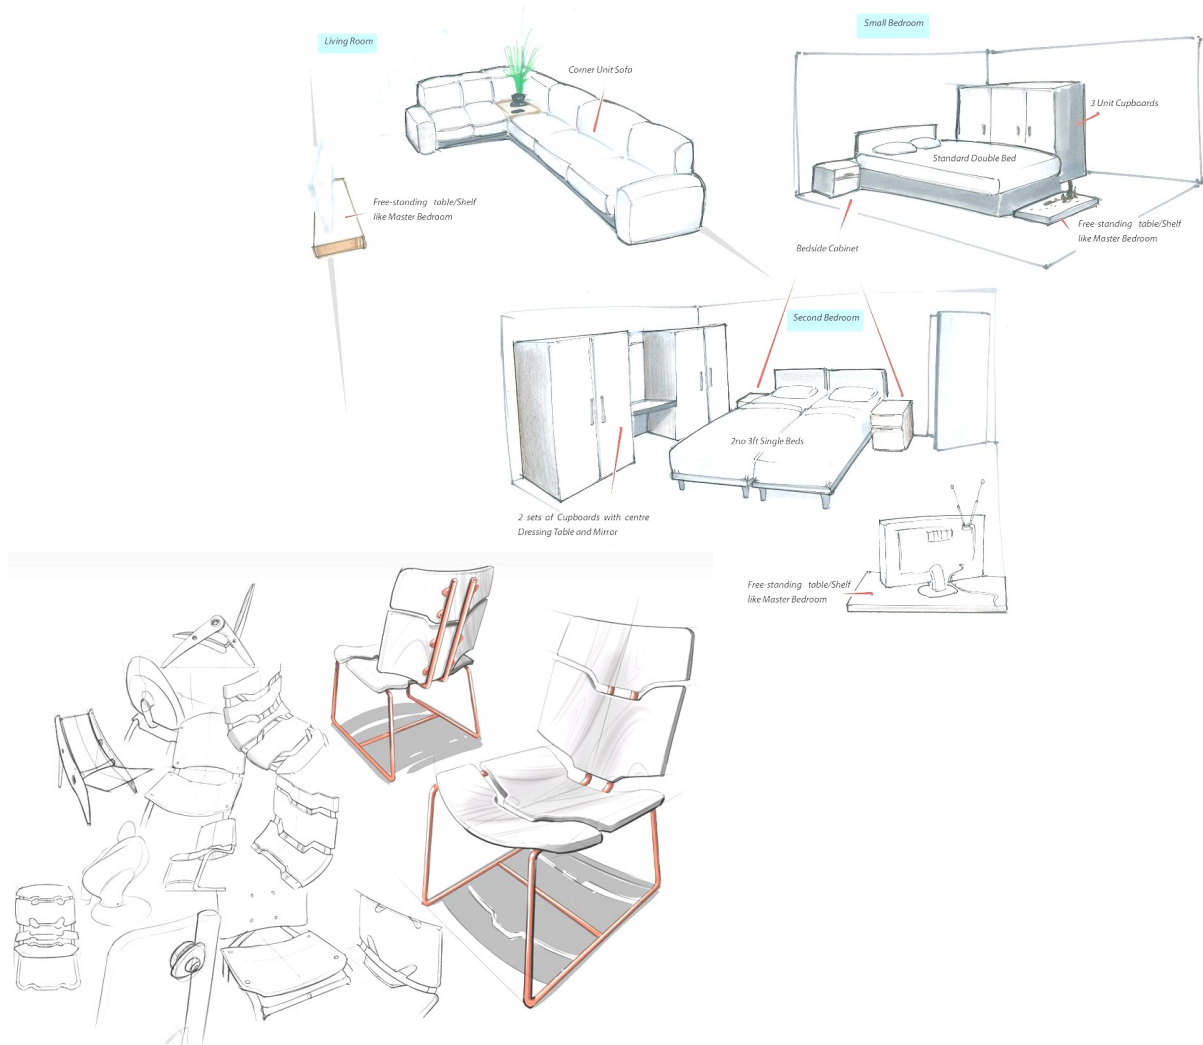 Living Room
Corner Unit Sofa
Free-standing table/Shelf
like Master Bedroom
Small Bedroom
3 Unit Cupboards
Standard Double Bed
Free-standing table/Shelf
like Master Bedroom
Bedside Cabinet
Second Bedroom
2no 3ft Single Beds
2 sets of Cupboards with centre
Dressing Table and Mirror
Free-standing table/Shelf
like Master Bedroom